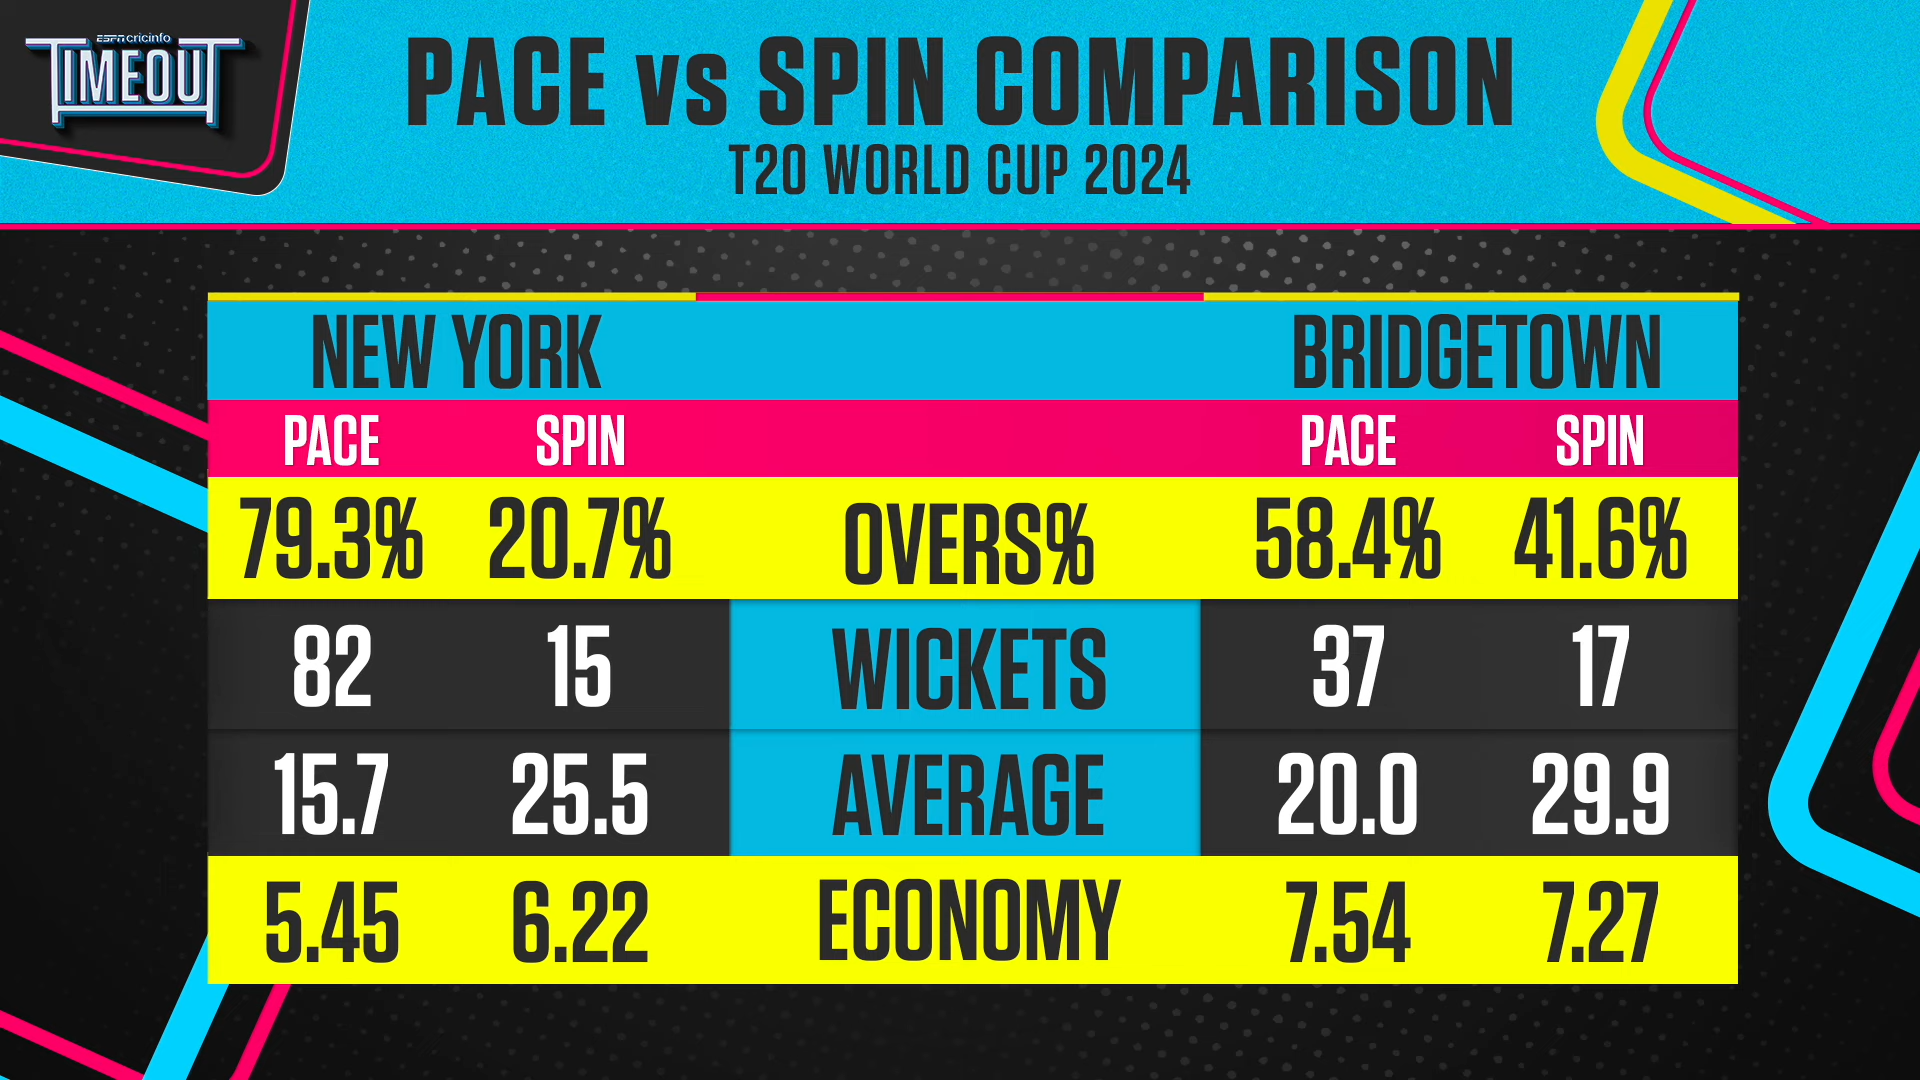 ESPN cricinfo
TIMEOUT
PACE vs SPIN COMPARISON
T20 WORLD CUP 2024
NEW YORK BRIDGETOWN
PACE SPIN PACE SPIN
79.3% 20.7% OVERS% 58.4% 41.6%
82 15 WICKETS 37 17
15.7 25.5 AVERAGE 20.0 29.9
5.45 6.22 ECONOMY 7.54 7.27